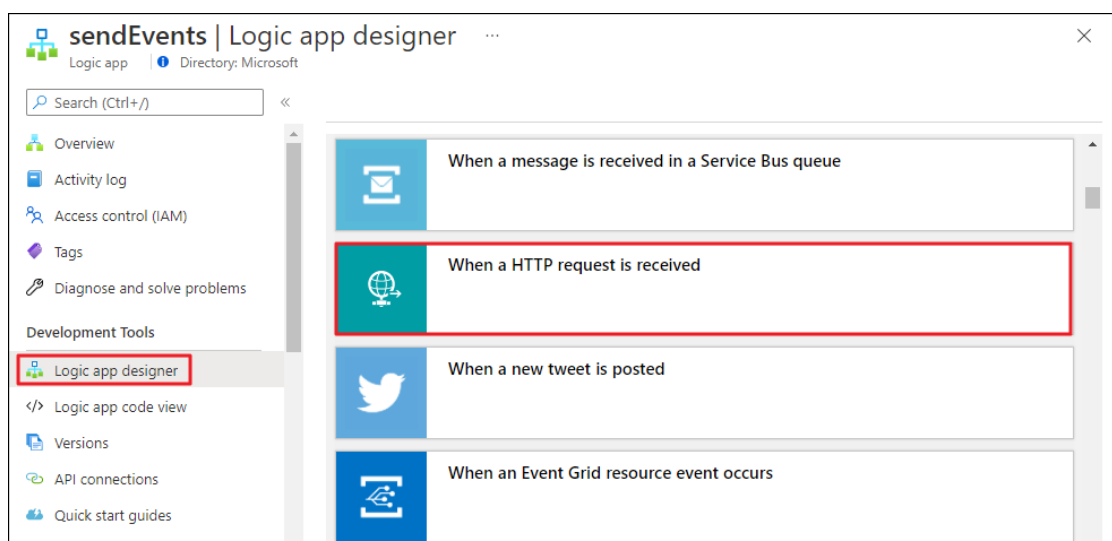 sendEvents | Logic app designer ...
Logic app
Directory: Microsoft
Search (Ctrl+/)
«
Overview
Activity log
Access control (IAM)
Tags
Diagnose and solve problems
Development Tools
Logic app designer
Logic app code view
Versions
API connections
Quick start guides
When a message is received in a Service Bus queue
When a HTTP request is received
When a new tweet is posted
When an Event Grid resource event occurs